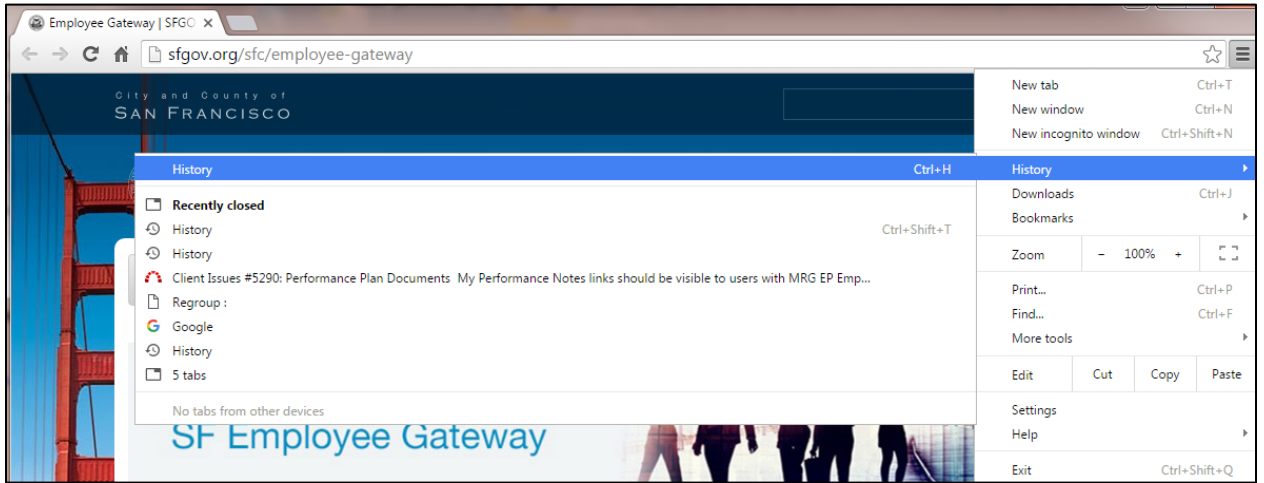 Employee Gateway | SFGO
sfgov.org/sfc/employee-gateway
City and County of
SAN FRANCISCO
New tab Ctrl+T
New window Ctrl+N
New incognito window Ctrl+Shift+N
History
Downloads Ctrl+J
Bookmarks
Zoom - 100% +
Print... Ctrl+P
Find... Ctrl+F
More tools
Edit Cut Copy Paste
Settings
Help
Exit Ctrl+Shift+Q
History Ctrl+H
Recently closed
History Ctrl+Shift+T
History
Client Issues #5290: Performance Plan Documents My Performance Notes links should be visible to users with MRG EP Emp...
Regroup :
Google
History
5 tabs
No tabs from other devices
SF Employee Gateway